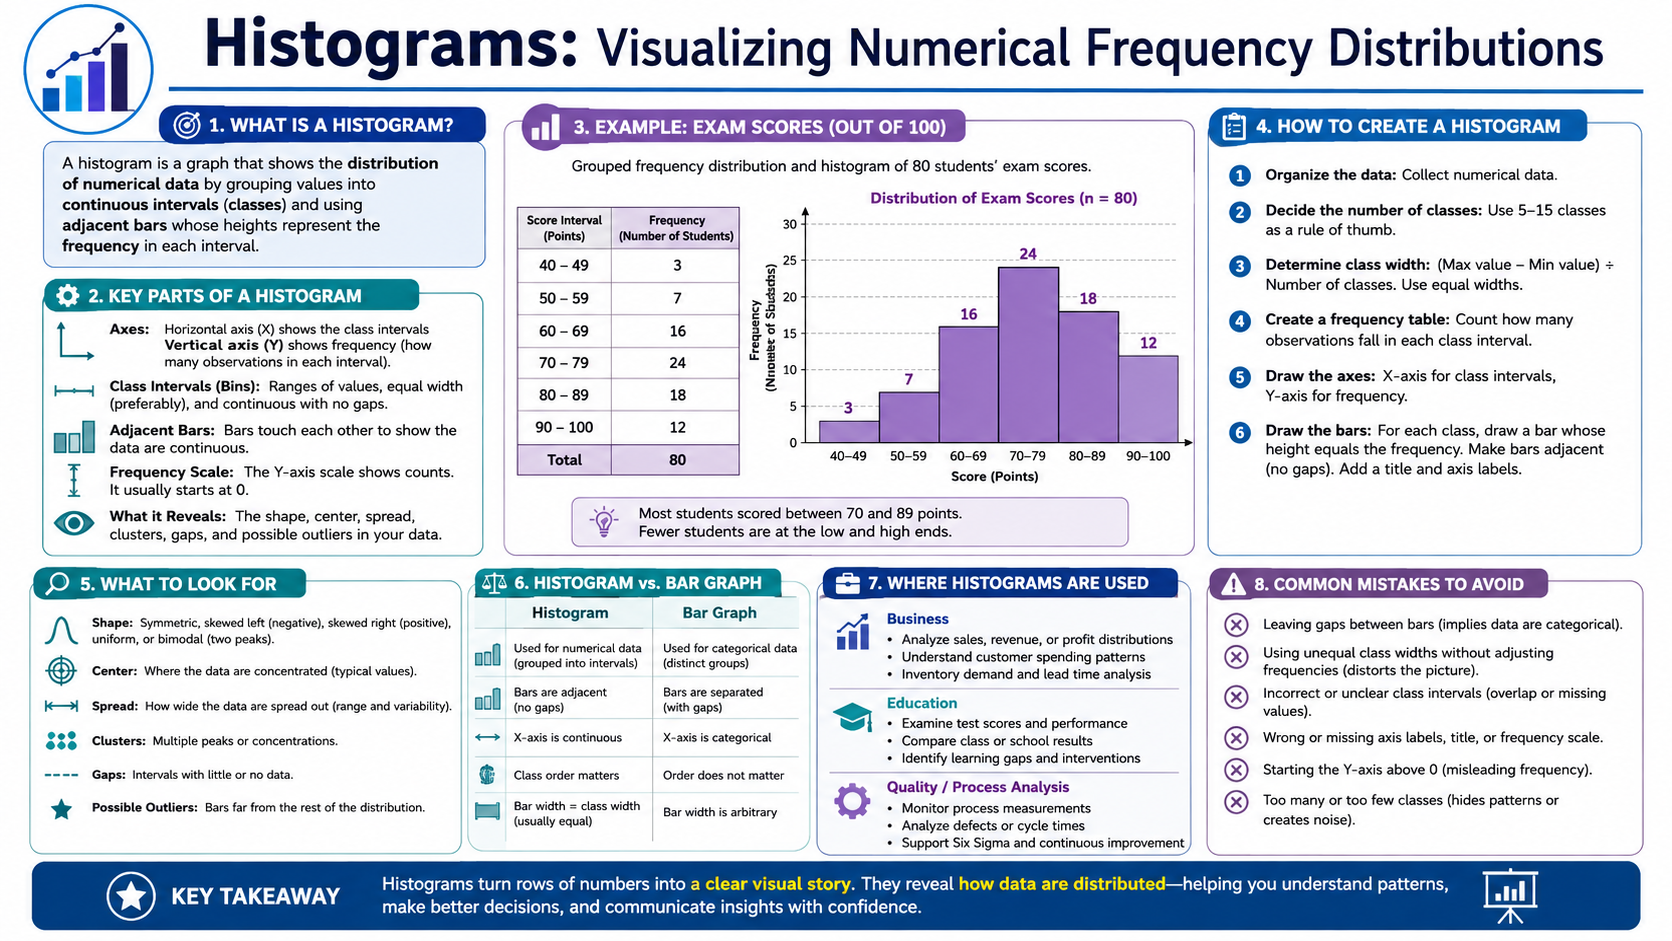 Histograms: Visualizing Numerical Frequency Distributions
1. WHAT IS A HISTOGRAM?
A histogram is a graph that shows the distribution
of numerical data by grouping values into
continuous intervals (classes) and using
adjacent bars whose heights represent the
frequency in each interval.
2. KEY PARTS OF A HISTOGRAM
Axes: Horizontal axis (X) shows the class intervals
Vertical axis (Y) shows frequency (how
many observations in each interval).
Class Intervals (Bins): Ranges of values, equal width
(preferably), and continuous with no gaps.
Adjacent Bars: Bars touch each other to show the
data are continuous.
Frequency Scale: The Y-axis scale shows counts.
It usually starts at 0.
What it Reveals: The shape, center, spread,
clusters, gaps, and possible outliers in your data.
3. EXAMPLE: EXAM SCORES (OUT OF 100)
Grouped frequency distribution and histogram of 80 students' exam scores.
Score Interval (Points) Frequency (Number of Students)
40 – 49 3
50 – 59 7
60 – 69 16
70 – 79 24
80 – 89 18
90 – 100 12
Total 80
Distribution of Exam Scores (n = 80)
Frequency
30
25
20
15
10
5
0
3
7
16
24
18
12
40–49 50–59 60–69 70–79 80–89 90–100
Score (Points)
Most students scored between 70 and 89 points.
Fewer students are at the low and high ends.
4. HOW TO CREATE A HISTOGRAM
1 Organize the data: Collect numerical data.
2 Decide the number of classes: Use 5–15 classes
as a rule of thumb.
3 Determine class width: (Max value – Min value) ÷
Number of classes. Use equal widths.
4 Create a frequency table: Count how many
observations fall in each class interval.
5 Draw the axes: X-axis for class intervals,
Y-axis for frequency.
6 Draw the bars: For each class, draw a bar whose
height equals the frequency. Make bars adjacent
(no gaps). Add a title and axis labels.
5. WHAT TO LOOK FOR
Shape: Symmetric, skewed left (negative), skewed right (positive),
uniform, or bimodal (two peaks).
Center: Where the data are concentrated (typical values).
Spread: How wide the data are spread out (range and variability).
Clusters: Multiple peaks or concentrations.
Gaps: Intervals with little or no data.
Possible Outliers: Bars far from the rest of the distribution.
6. HISTOGRAM vs. BAR GRAPH
Histogram Bar Graph
Used for numerical data Used for categorical data
(grouped into intervals) (distinct groups)
Bars are adjacent Bars are separated
(no gaps) (with gaps)
X-axis is continuous X-axis is categorical
Class order matters Order does not matter
Bar width = class width Bar width is arbitrary
(usually equal)
7. WHERE HISTOGRAMS ARE USED
Business
• Analyze sales, revenue, or profit distributions
• Understand customer spending patterns
• Inventory demand and lead time analysis
Education
• Examine test scores and performance
• Compare class or school results
• Identify learning gaps and interventions
Quality / Process Analysis
• Monitor process measurements
• Analyze defects or cycle times
• Support Six Sigma and continuous improvement
8. COMMON MISTAKES TO AVOID
Leaving gaps between bars (implies data are categorical).
Using unequal class widths without adjusting
frequencies (distorts the picture).
Incorrect or unclear class intervals (overlap or missing
values).
Wrong or missing axis labels, title, or frequency scale.
Starting the Y-axis above 0 (misleading frequency).
Too many or too few classes (hides patterns or
creates noise).
KEY TAKEAWAY
Histograms turn rows of numbers into a clear visual story. They reveal how data are distributed—helping you understand patterns,
make better decisions, and communicate insights with confidence.